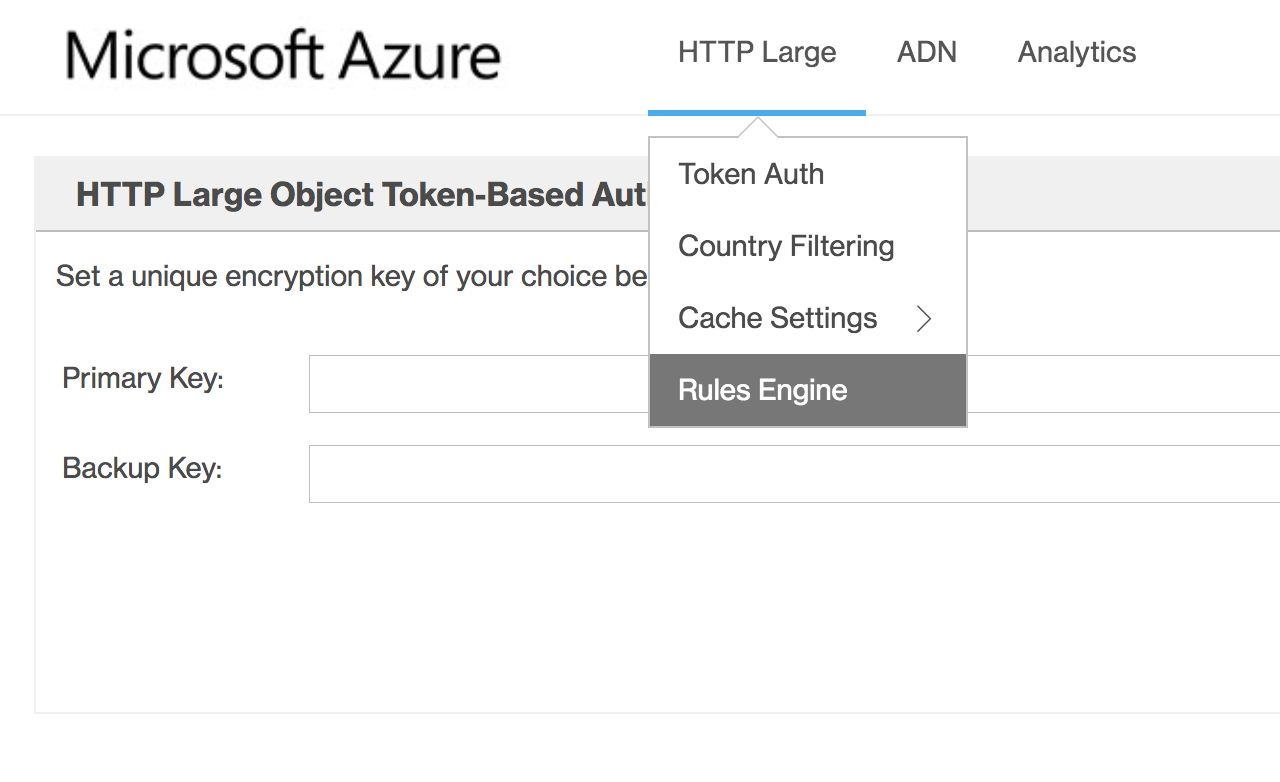 Microsoft Azure
HTTP Large
ADN
Analytics
Token Auth
Country Filtering
Cache Settings
Rules Engine
HTTP Large Object Token-Based Aut
Set a unique encryption key of your choice be
Primary Key:
Backup Key: